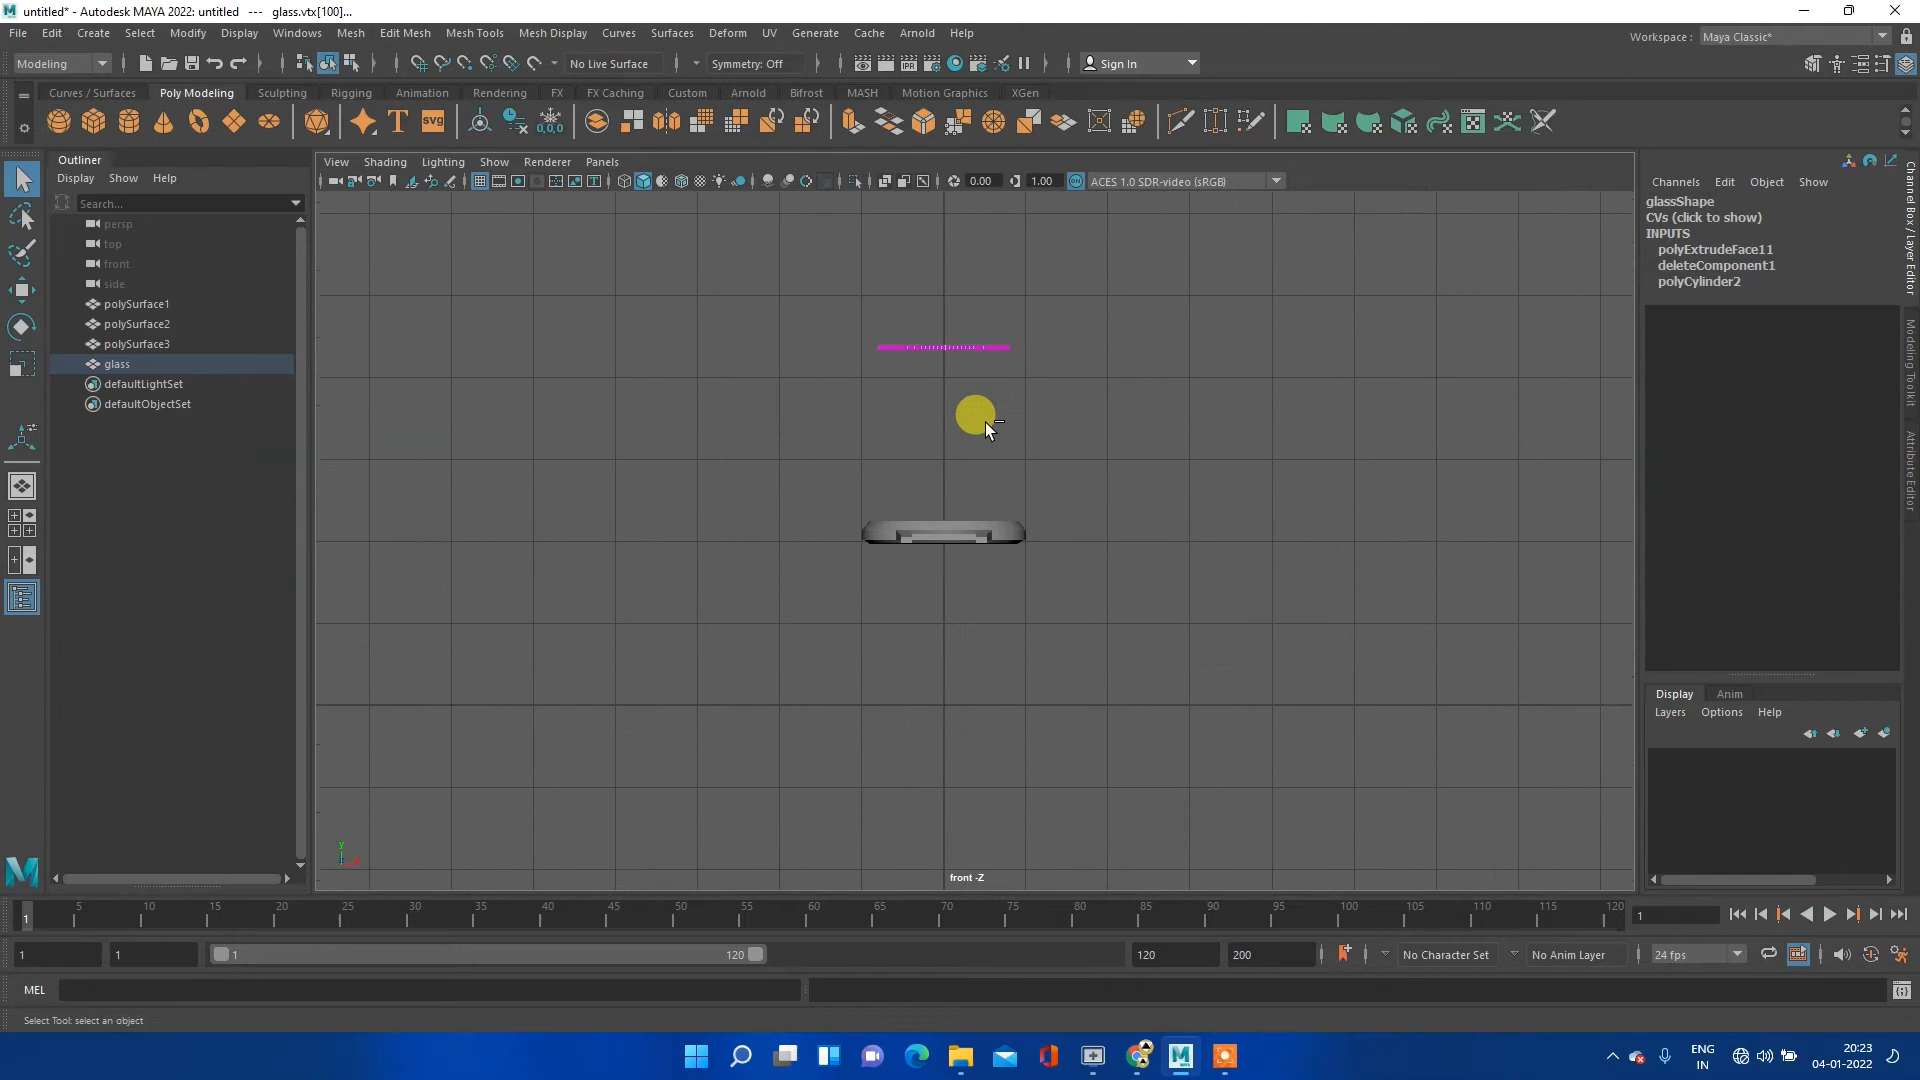 untitled* - Autodesk MAYA 2022: untitled --- glass.vtx[100]...
File Edit Create Select Modify Display Windows Mesh Edit Mesh Mesh Tools Mesh Display Curves Surfaces Deform UV Generate Cache Arnold Help
Workspace : Maya Classic*
Modeling No Live Surface Symmetry: Off Sign In
Curves / Surfaces Poly Modeling Sculpting Rigging Animation Rendering FX FX Caching Custom Arnold Bifrost MASH Motion Graphics XGen
Outliner
Display Show Help
Search...
persp
top
front
side
polySurface1
polySurface2
polySurface3
glass
defaultLightSet
defaultObjectSet
View Shading Lighting Show Renderer Panels
0.00 1.00 ACES 1.0 SDR-video (sRGB)
front -Z
Channels Edit Object Show
glassShape
CVs (click to show)
INPUTS
polyExtrudeFace11
deleteComponent1
polyCylinder2
Channel Box / Layer Editor
Modeling Toolkit
Attribute Editor
Display Anim
Layers Options Help
1 5 10 15 20 25 30 35 40 45 50 55 60 65 70 75 80 85 90 95 100 105 110 115 120
1
1 1 1 120 120 200 No Character Set No Anim Layer 24 fps
MEL
Select Tool: select an object
ENG
IN
20:23
04-01-2022